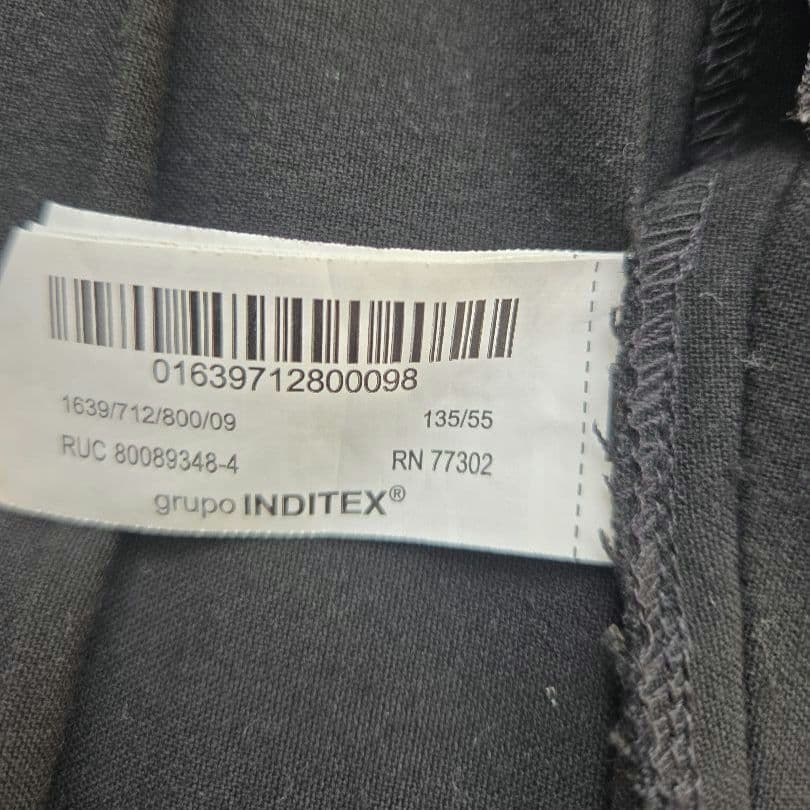 01639712800098
1639/712/800/09 135/55
RUC 80089348-4 RN 77302
grupo INDITEX®